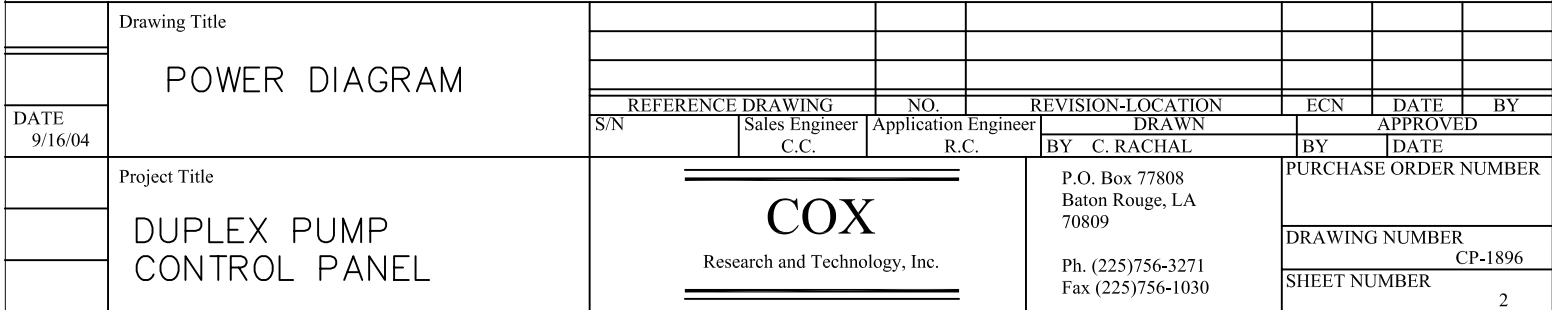 Drawing Title
POWER DIAGRAM
DATE
9/16/04
REFERENCE DRAWING NO. REVISION-LOCATION ECN DATE BY
S/N Sales Engineer Application Engineer DRAWN APPROVED
C.C. R.C. BY C. RACHAL BY DATE
Project Title
DUPLEX PUMP
CONTROL PANEL
COX
Research and Technology, Inc.
P.O. Box 77808
Baton Rouge, LA
70809
Ph. (225)756-3271
Fax (225)756-1030
PURCHASE ORDER NUMBER
DRAWING NUMBER
CP-1896
SHEET NUMBER
2